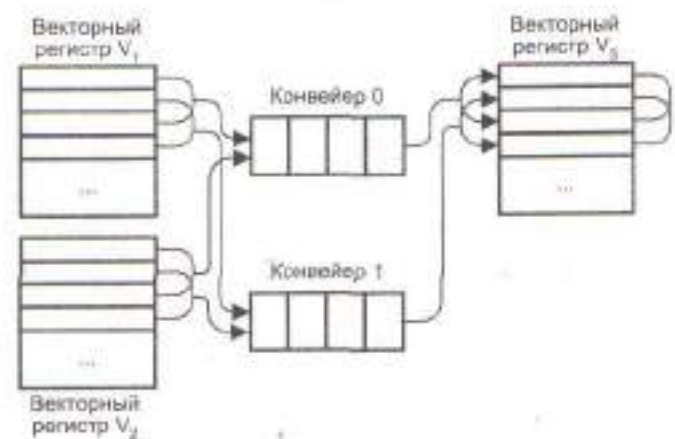 Векторный
регистр V₁
...
Векторный
регистр V₂
...
Конвейер 0
Конвейер 1
Векторный
регистр V₃
...